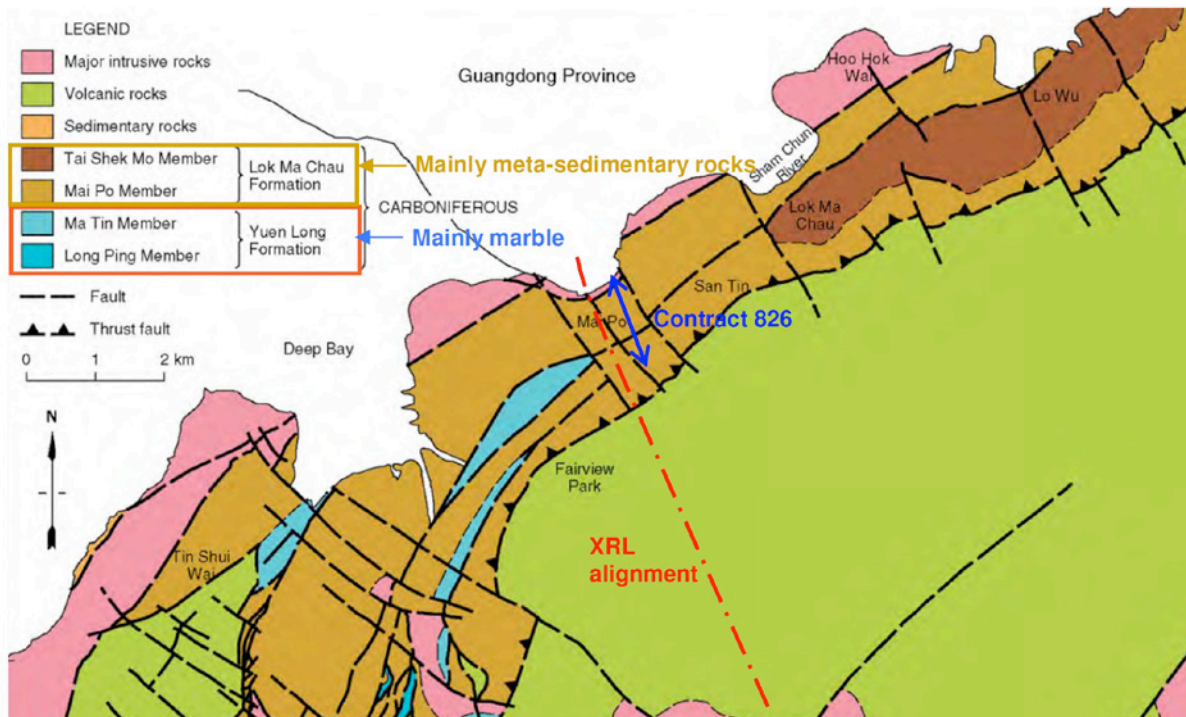 LEGEND
Major intrusive rocks
Volcanic rocks
Sedimentary rocks
Tai Shek Mo Member
Mai Po Member
Lok Ma Chau
Formation
Mainly meta-sedimentary rocks
Ma Tin Member
Long Ping Member
Yuen Long
Formation
CARBONIFEROUS
Mainly marble
Fault
Thrust fault
0 1 2 km
N
Guangdong Province
Hoo Hok
Wai
Lo Wu
Sham Chun
River
Lok Ma
Chau
San Tin
Mai Po
Contract 826
Deep Bay
Fairview
Park
Tin Shui
Wai
XRL
alignment